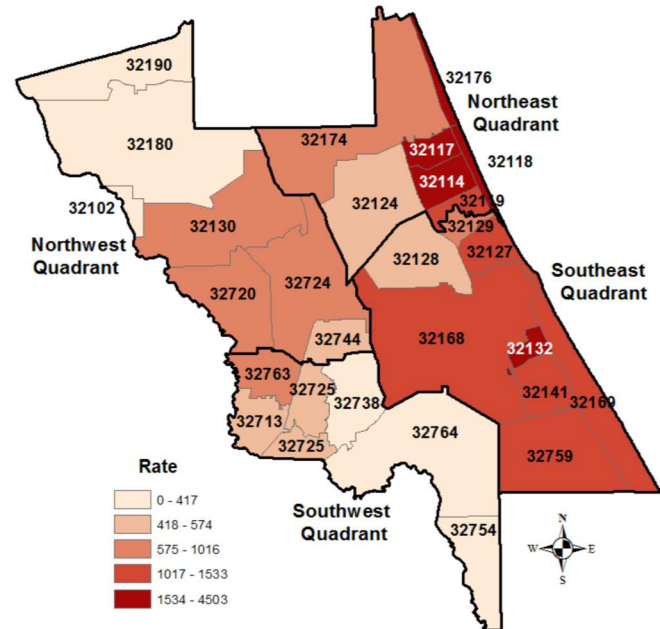 32190
32176
Northeast
Quadrant
32180
32174
32117
32118
32114
32102
32124
32119
32130
32129
Northwest
Quadrant
32128
32127
Southeast
Quadrant
32724
32720
32744
32168
32132
32763
32725
32738
32141
32169
32713
32764
32725
32759
Rate
0 - 417
418 - 574
575 - 1016
1017 - 1533
1534 - 4503
Southwest
Quadrant
32754
N
W E
S